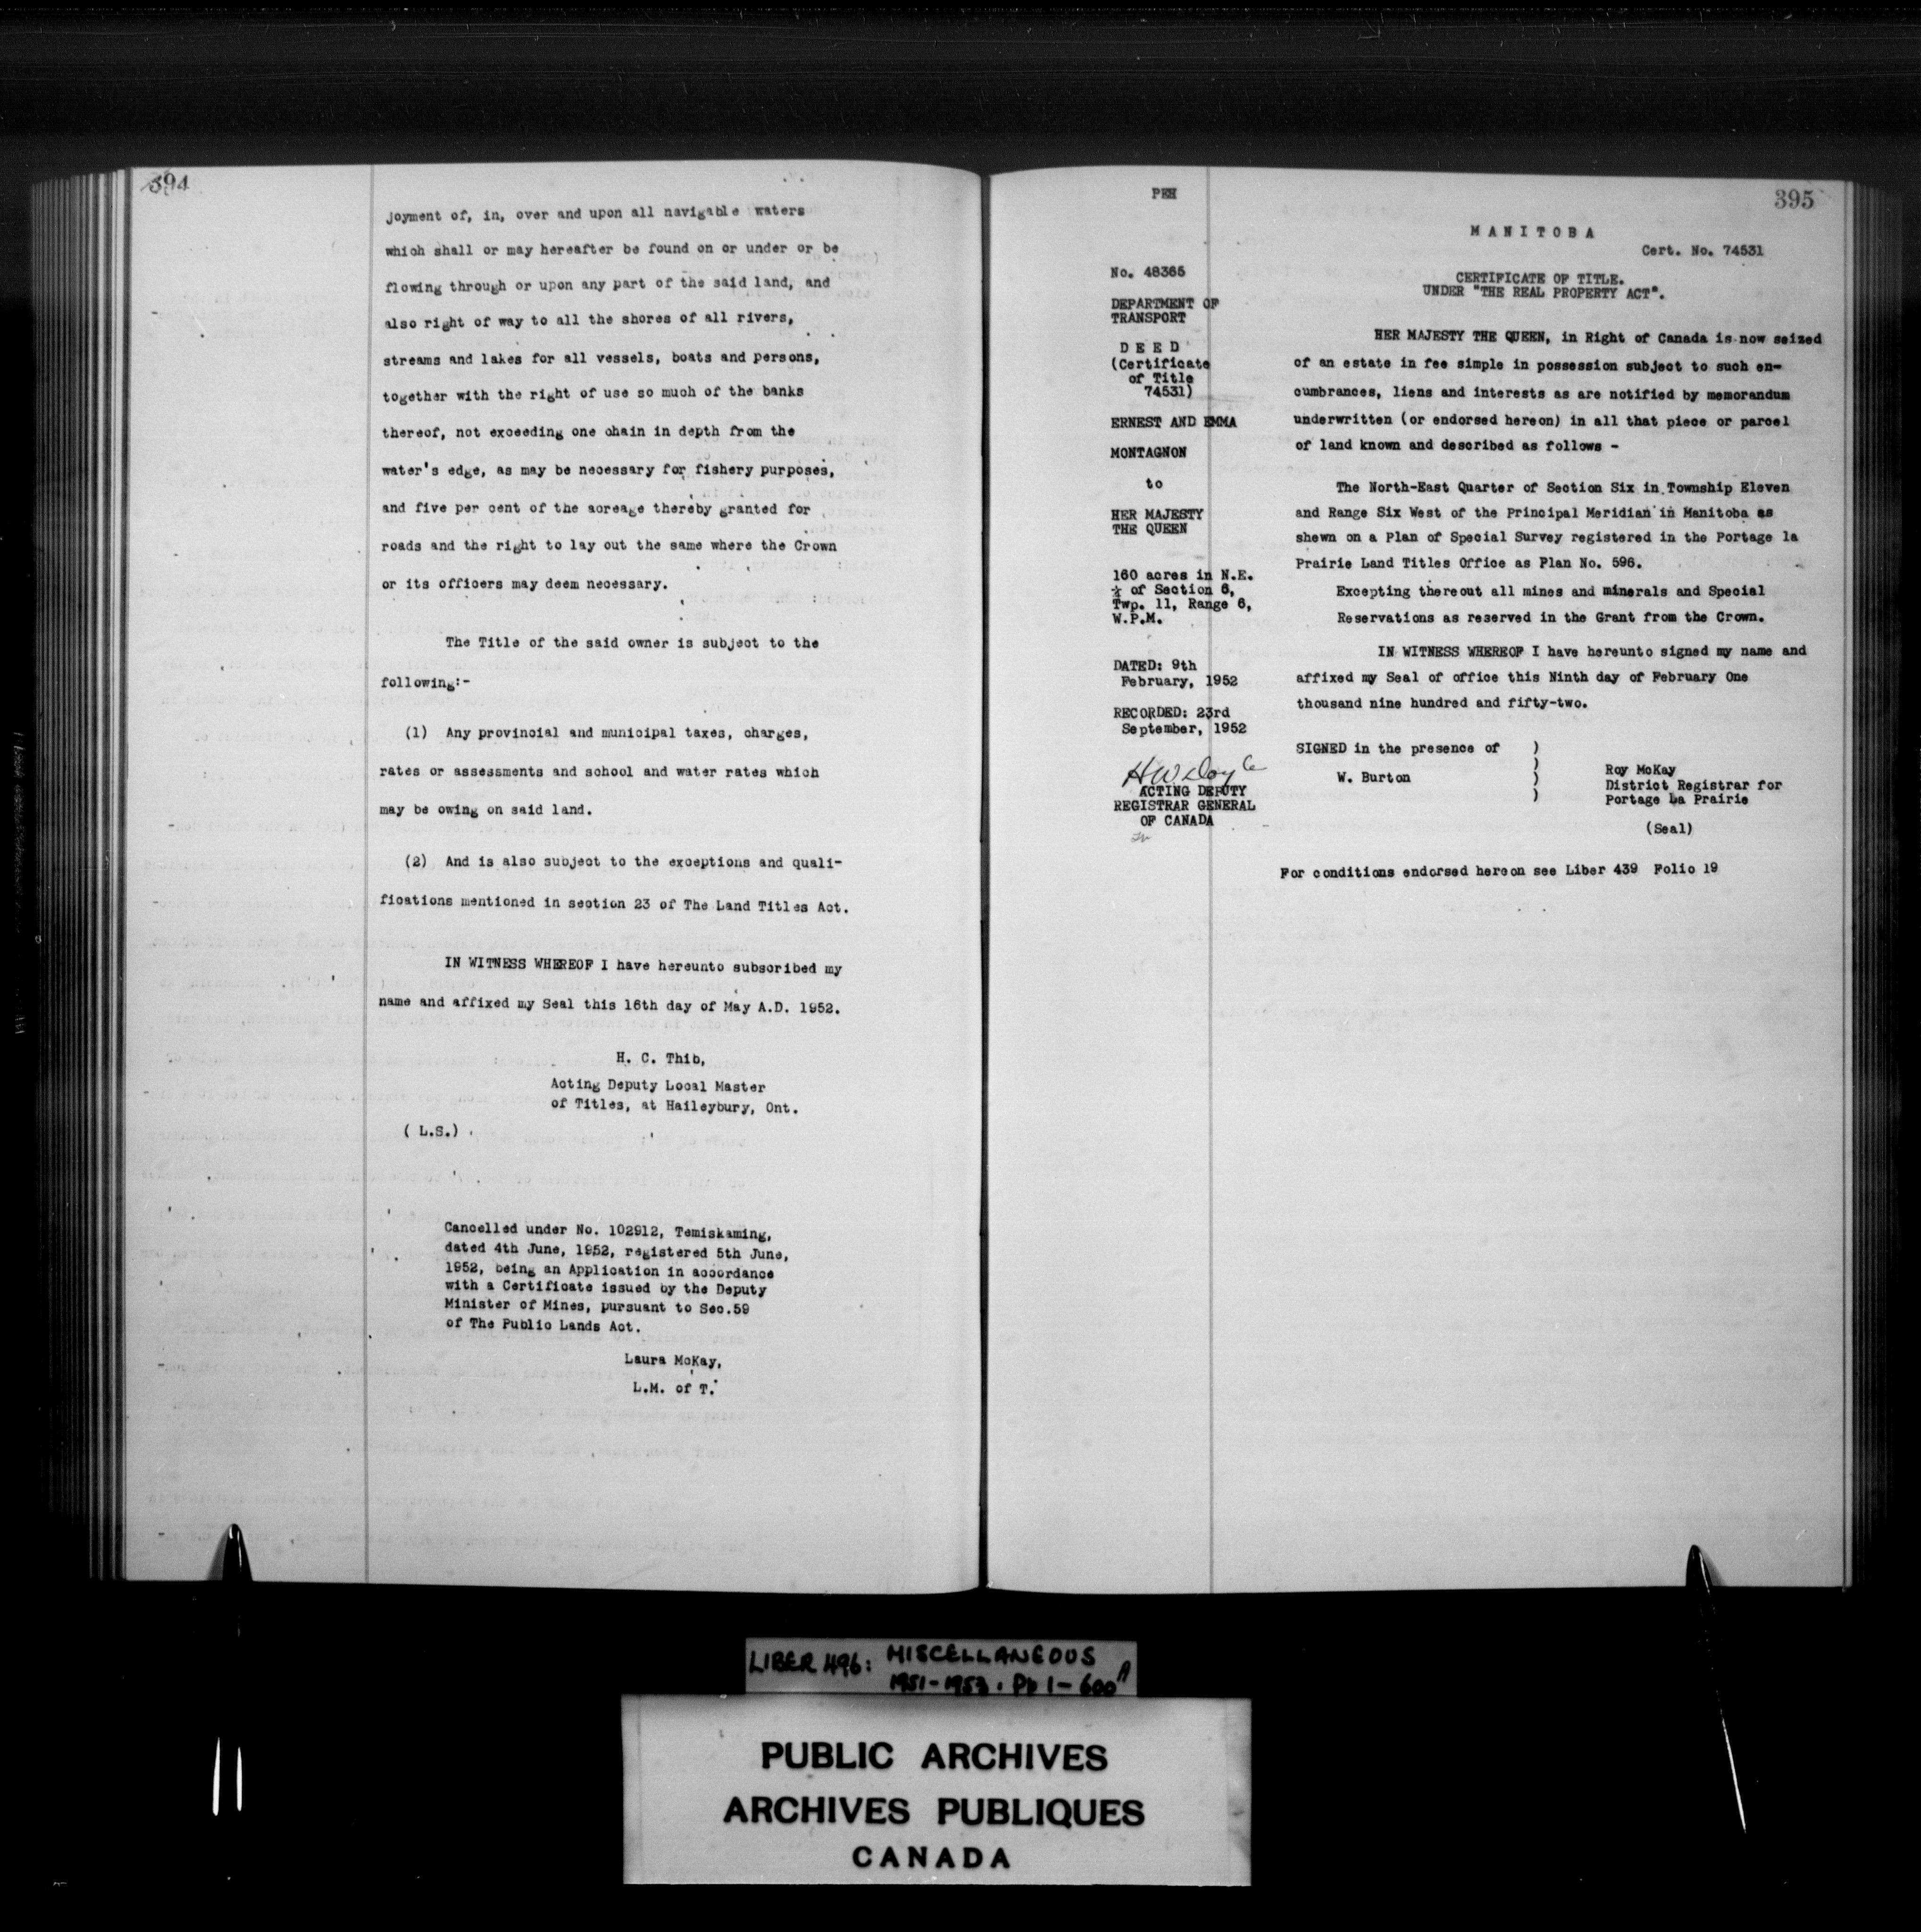 394
joyment of, in, over and upon all navigable waters
which shall or may hereafter be found on or under or be
flowing through or upon any part of the said land, and
also right of way to all the shores of all rivers,
streams and lakes for all vessels, boats and persons,
together with the right of use so much of the banks
thereof, not exceeding one chain in depth from the
water's edge, as may be necessary for fishery purposes,
and five per cent of the acreage thereby granted for
roads and the right to lay out the same where the Crown
or its officers may deem necessary.
The Title of the said owner is subject to the
following:-
(1) Any provincial and municipal taxes, charges,
rates or assessments and school and water rates which
may be owing on said land.
(2) And is also subject to the exceptions and quali-
fications mentioned in section 23 of The Land Titles Act.
IN WITNESS WHEREOF I have hereunto subscribed my
name and affixed my Seal this 16th day of May A.D. 1952.
H. C. Thib,
Acting Deputy Local Master
of Titles, at Haileybury, Ont.
( L.S.)
Cancelled under No. 102912, Temiskaming,
dated 4th June, 1952, registered 5th June,
1952, being an Application in accordance
with a Certificate issued by the Deputy
Minister of Mines, pursuant to Sec.59
of The Public Lands Act.
Laura McKay,
L.M. of T.
PEH
395
No. 48365
DEPARTMENT OF
TRANSPORT
D E E D
(Certificate
of Title
74531)
ERNEST AND EMMA
MONTAGNON
to
HER MAJESTY
THE QUEEN
160 acres in N.E.
¼ of Section 6,
Twp. 11, Range 6,
W.P.M.
DATED: 9th
February, 1952
RECORDED: 23rd
September, 1952
HW Doyle
ACTING DEPUTY
REGISTRAR GENERAL
OF CANADA
M A N I T O B A
Cert. No. 74531
CERTIFICATE OF TITLE.
UNDER "THE REAL PROPERTY ACT".
HER MAJESTY THE QUEEN, in Right of Canada is now seized
of an estate in fee simple in possession subject to such en-
cumbrances, liens and interests as are notified by memorandum
underwritten (or endorsed hereon) in all that piece or parcel
of land known and described as follows -
The North-East Quarter of Section Six in Township Eleven
and Range Six West of the Principal Meridian in Manitoba as
shewn on a Plan of Special Survey registered in the Portage la
Prairie Land Titles Office as Plan No. 596.
Excepting thereout all mines and minerals and Special
Reservations as reserved in the Grant from the Crown.
IN WITNESS WHEREOF I have hereunto signed my name and
affixed my Seal of office this Ninth day of February One
thousand nine hundred and fifty-two.
SIGNED in the presence of )
)
W. Burton )
)
Roy McKay
District Registrar for
Portage La Prairie
(Seal)
For conditions endorsed hereon see Liber 439 Folio 19
LIBER 496: MISCELLANEOUS
1951-1953. Pp 1-600 A
PUBLIC ARCHIVES
ARCHIVES PUBLIQUES
CANADA